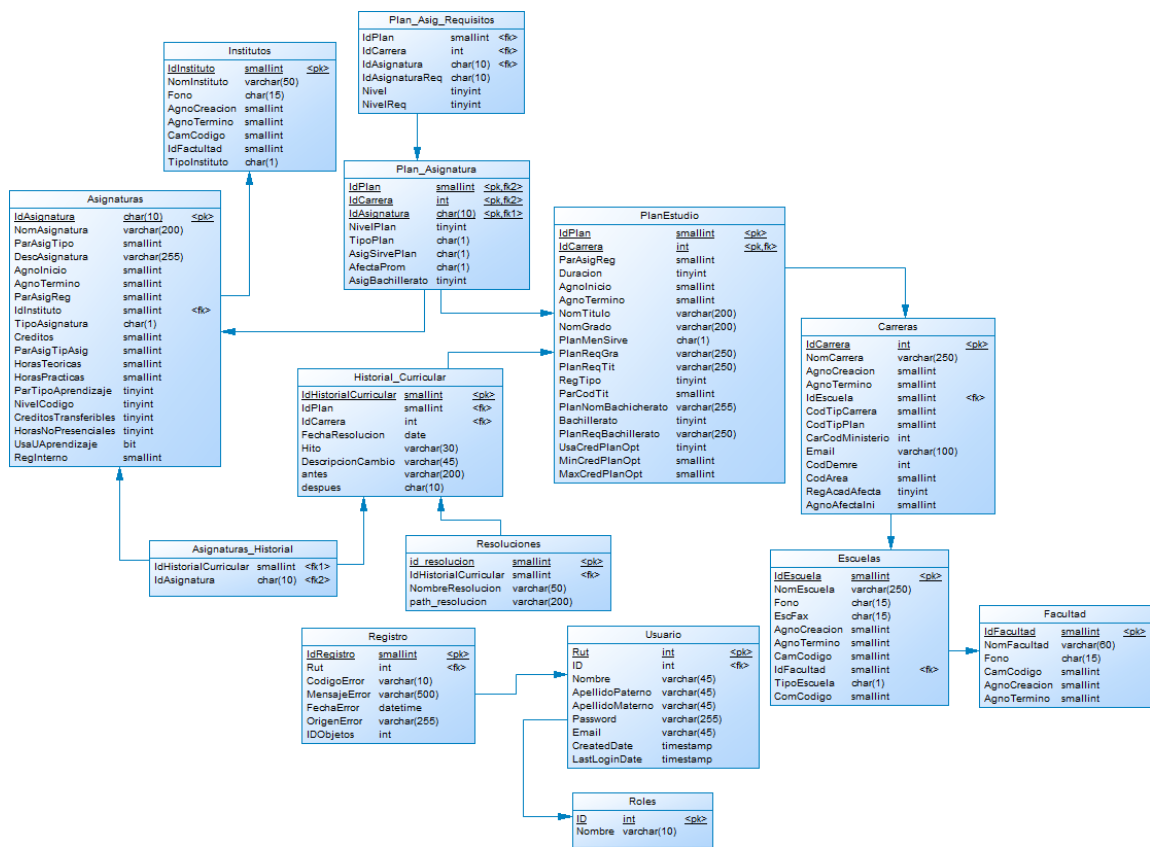 Plan_Asig_Requisitos
IdPlan smallint <fk>
IdCarrera int <fk>
IdAsignatura char(10) <fk>
IdAsignaturaReq char(10)
Nivel tinyint
NivelReq tinyint
Institutos
IdInstituto smallint <pk>
NomInstituto varchar(50)
Fono char(15)
AgnoCreacion smallint
AgnoTermino smallint
CamCodigo smallint
IdFactultad smallint
TipoInstituto char(1)
Plan_Asignatura
IdPlan smallint <pk,fk2>
IdCarrera int <pk,fk2>
IdAsignatura char(10) <pk,fk1>
NivelPlan tinyint
TipoPlan char(1)
AsigSirvePlan char(1)
AfectaProm char(1)
AsigBachillerato tinyint
Asignaturas
IdAsignatura char(10) <pk>
NomAsignatura varchar(200)
ParAsigTipo smallint
DescAsignatura varchar(255)
AgnoInicio smallint
AgnoTermino smallint
ParAsigReg smallint
IdInstituto smallint <fk>
TipoAsignatura char(1)
Creditos smallint
ParAsigTipAsig smallint
HorasTeoricas smallint
HorasPracticas smallint
ParTipoAprendizaje tinyint
NivelCodigo tinyint
CreditosTransferibles tinyint
HorasNoPresenciales tinyint
UsaUAprendizaje bit
RegInterno smallint
PlanEstudio
IdPlan smallint <pk>
IdCarrera int <pk,fk>
ParAsigReg smallint
Duracion tinyint
AgnoInicio smallint
AgnoTermino smallint
NomTitulo varchar(200)
NomGrado varchar(200)
PlanMenSirve char(1)
PlanReqGra varchar(250)
PlanReqTit varchar(250)
RegTipo tinyint
ParCodTit smallint
PlanNomBachicherato varchar(255)
Bachillerato tinyint
PlanReqBachillerato varchar(250)
UsaCredPlanOpt tinyint
MinCredPlanOpt smallint
MaxCredPlanOpt smallint
Carreras
IdCarrera int <pk>
NomCarrera varchar(250)
AgnoCreacion smallint
AgnoTermino smallint
IdEscuela smallint <fk>
CodTipCarrera smallint
CodTipPlan smallint
CarCodMinisterio int
Email varchar(100)
CodDemre int
CodArea smallint
RegAcadAfecta tinyint
AgnoAfectaIni smallint
Historial_Curricular
IdHistorialCurricular smallint <pk>
IdPlan smallint <fk>
IdCarrera int <fk>
FechaResolucion date
Hito varchar(30)
DescripcionCambio varchar(45)
antes varchar(200)
despues char(10)
Asignaturas_Historial
IdHistorialCurricular smallint <fk1>
IdAsignatura char(10) <fk2>
Resoluciones
id_resolucion smallint <pk>
IdHistorialCurricular smallint <fk>
NombreResolucion varchar(50)
path_resolucion varchar(200)
Escuelas
IdEscuela smallint <pk>
NomEscuela varchar(250)
Fono char(15)
EscFax char(15)
AgnoCreacion smallint
AgnoTermino smallint
CamCodigo smallint
IdFacultad smallint <fk>
TipoEscuela char(1)
ComCodigo smallint
Facultad
IdFacultad smallint <pk>
NomFacultad varchar(60)
Fono char(15)
CamCodigo smallint
AgnoCreacion smallint
AgnoTermino smallint
Registro
IdRegistro smallint <pk>
Rut int <fk>
CodigoError varchar(10)
MensajeError varchar(500)
FechaError datetime
OrigenError varchar(255)
IDObjetos int
Usuario
Rut int <pk>
ID int <fk>
Nombre varchar(45)
ApellidoPaterno varchar(45)
ApellidoMaterno varchar(45)
Password varchar(255)
Email varchar(45)
CreatedDate timestamp
LastLoginDate timestamp
Roles
ID int <pk>
Nombre varchar(10)